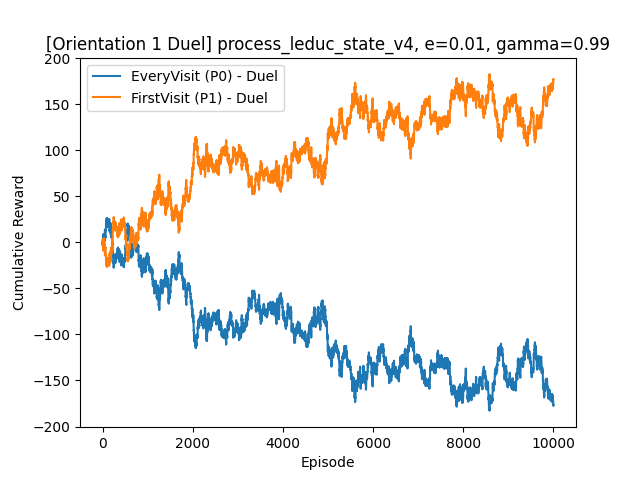 [Orientation 1 Duel] process_leduc_state_v4, e=0.01, gamma=0.99
EveryVisit (P0) - Duel
FirstVisit (P1) - Duel
200
150
100
50
0
−50
−100
−150
−200
Cumulative Reward
0 2000 4000 6000 8000 10000
Episode